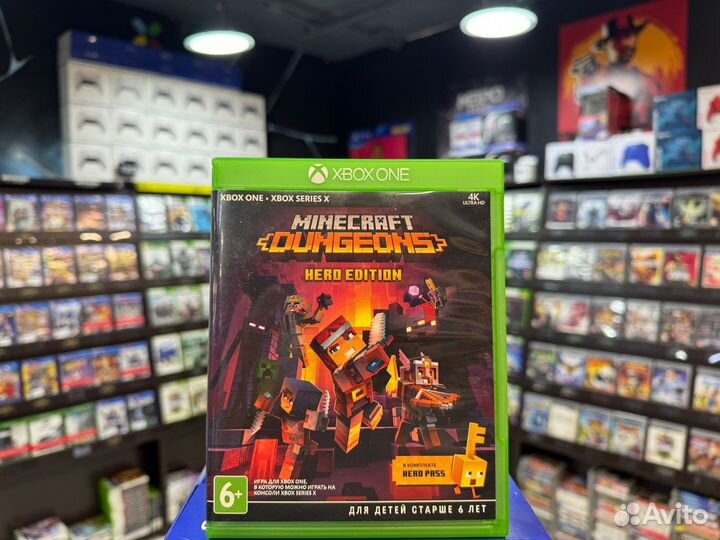 XBOX ONE
XBOX ONE • XBOX SERIES X
4K
ULTRA HD
MINECRAFT
DUNGEONS
HERO EDITION
В КОМПЛЕКТЕ
HERO PASS
ИГРА ДЛЯ XBOX ONE,
В КОТОРУЮ МОЖНО ИГРАТЬ НА
КОНСОЛИ XBOX SERIES X
6+
ДЛЯ ДЕТЕЙ СТАРШЕ 6 ЛЕТ
METRO
Avito